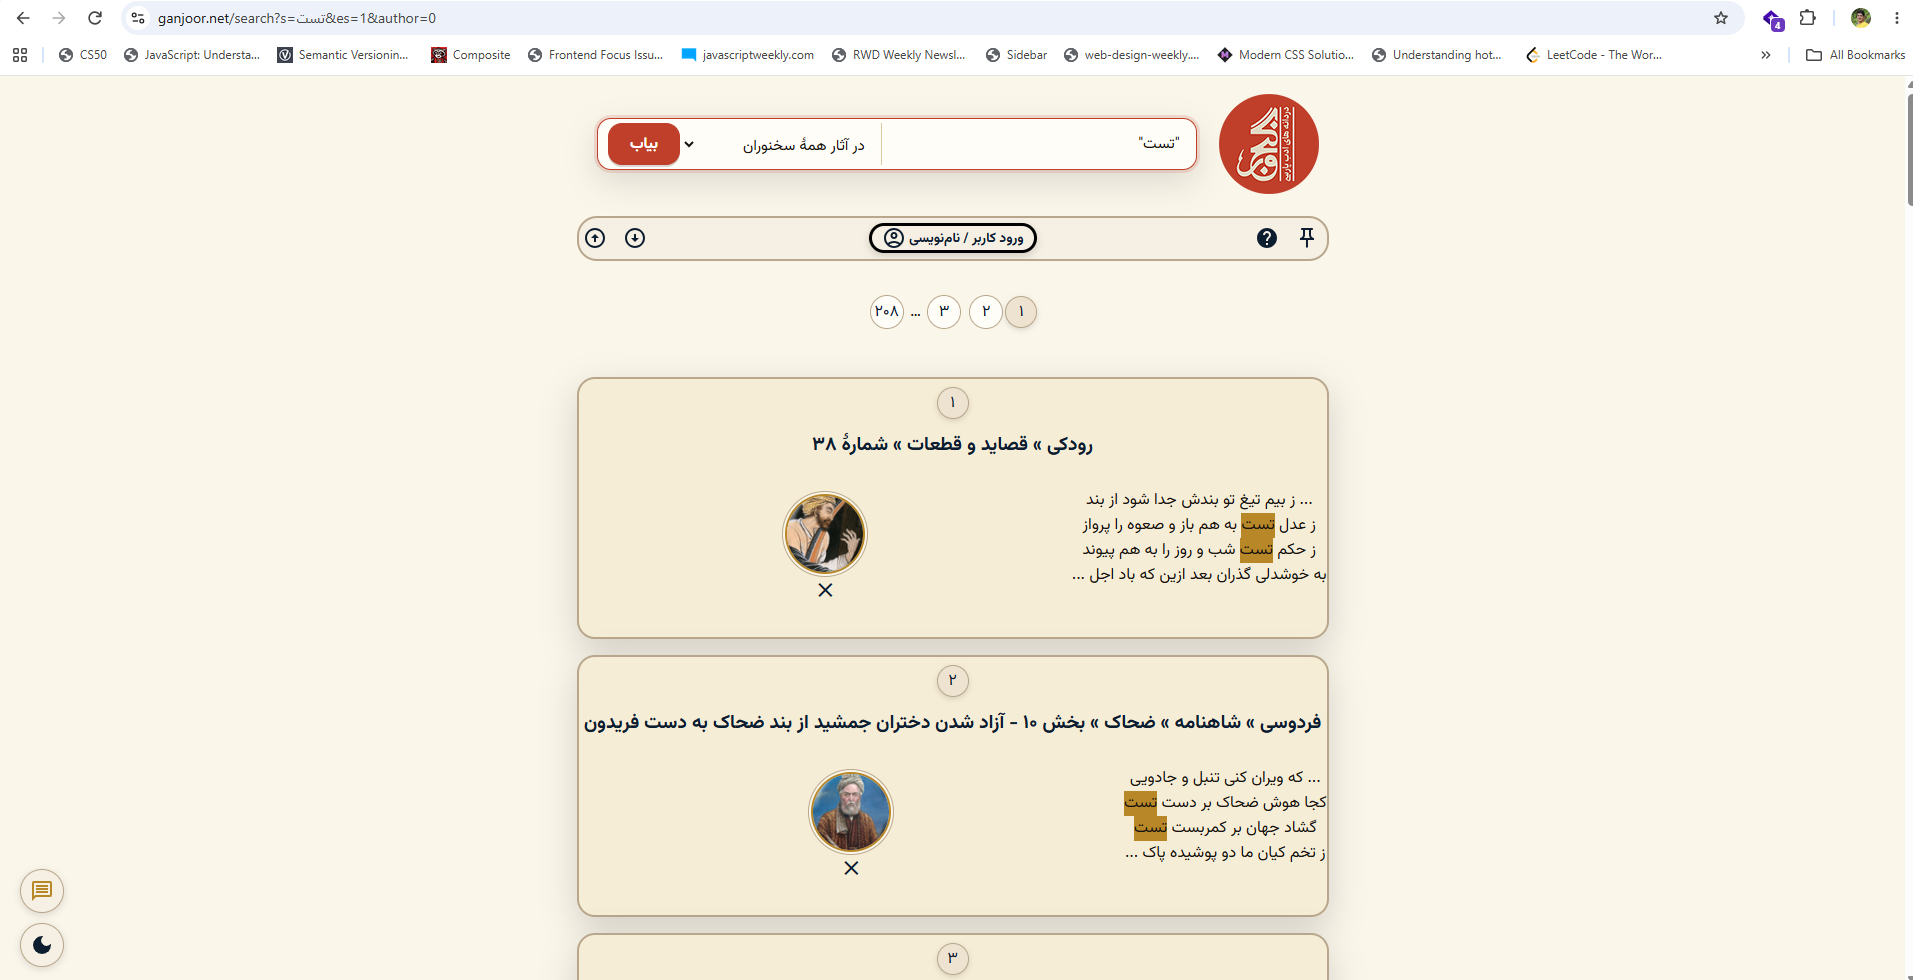 ganjoor.net/search?s=تست&es=1&author=0
4
CS50
JavaScript: Understa...
Semantic Versionin...
Composite
Frontend Focus Issu...
javascriptweekly.com
RWD Weekly Newsl...
Sidebar
web-design-weekly....
Modern CSS Solutio...
Understanding hot...
LeetCode - The Wor...
»
All Bookmarks
گنجور
دردانه های ادب پارسی
"تست"
در آثار همهٔ سخنوران
بیاب
ورود کاربر / نام‌نویسی
۱ ۲ ۳ ... ۲۰۸
۱
رودکی » قصاید و قطعات » شمارهٔ ۳۸
... ز بیم تیغ تو بندش جدا شود از بند
ز عدل تست به هم باز و صعوه را پرواز
ز حکم تست شب و روز را به هم پیوند
به خوشدلی گذران بعد ازین که باد اجل ...
۲
فردوسی » شاهنامه » ضحاک » بخش ۱۰ - آزاد شدن دختران جمشید از بند ضحاک به دست فریدون
... که ویران کنی تنبل و جادویی
کجا هوش ضحاک بر دست تست
گشاد جهان بر کمربست تست
ز تخم کیان ما دو پوشیده پاک ...
۳